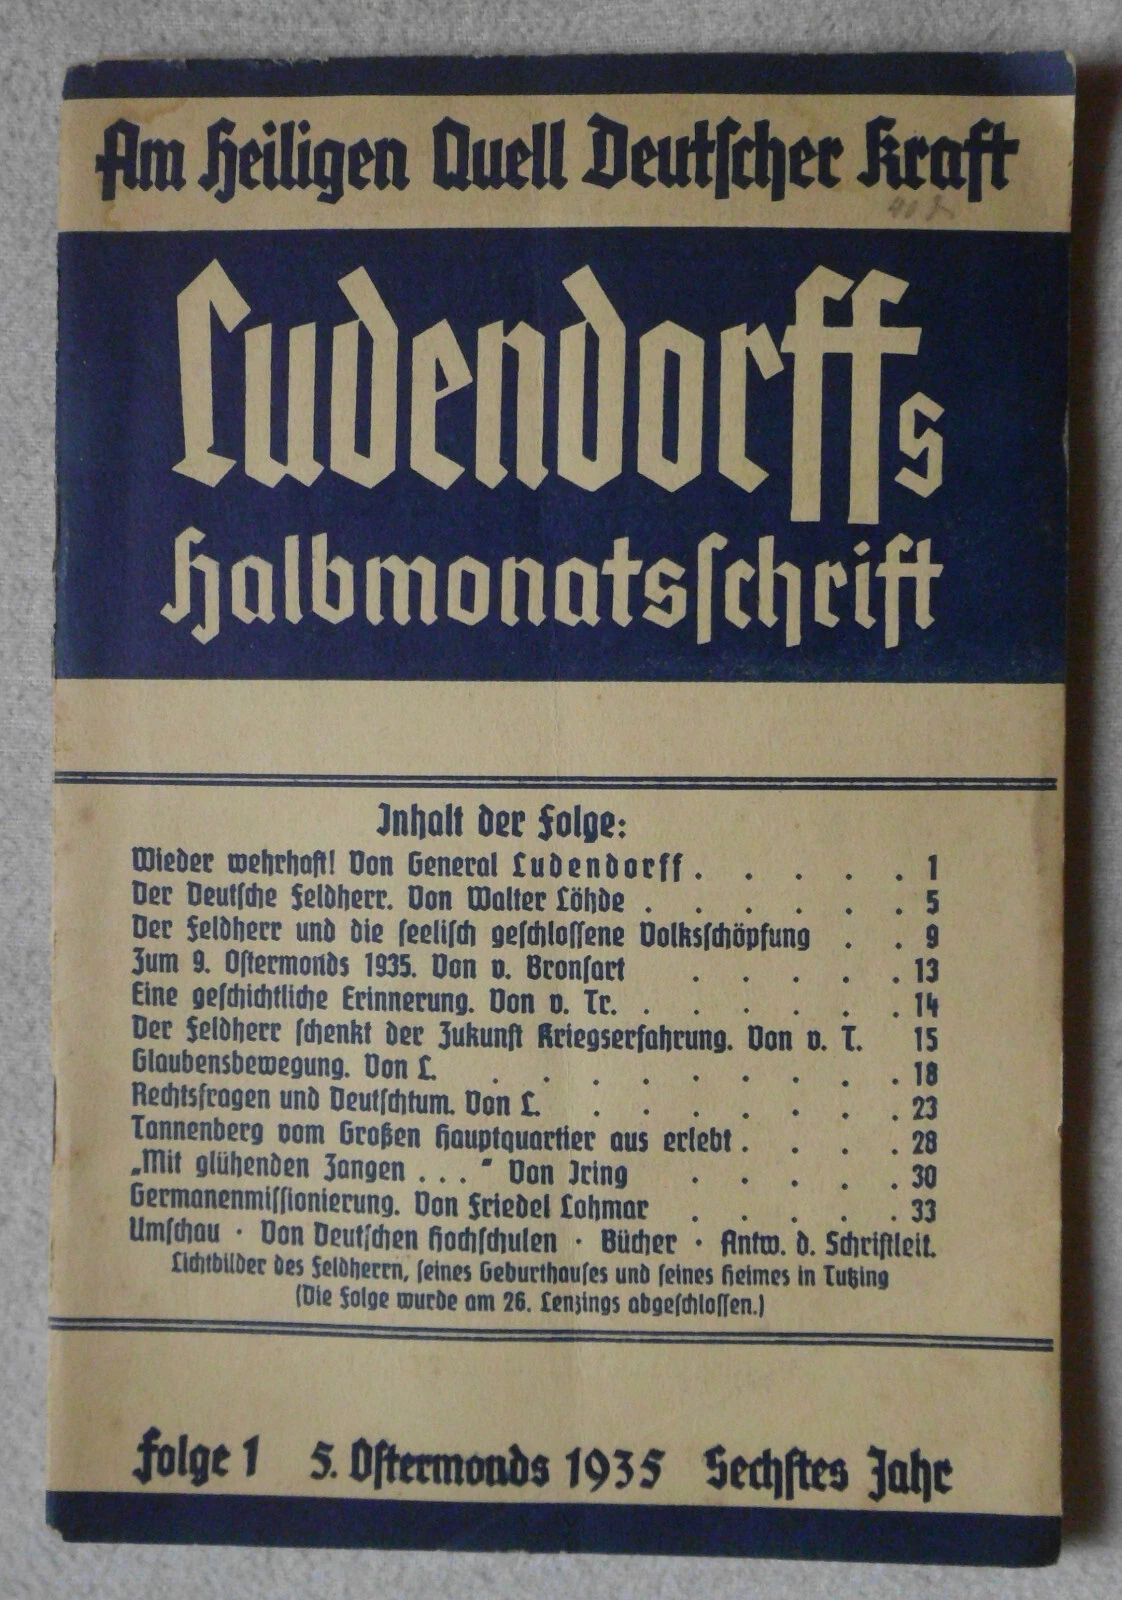 Am Heiligen Quell Deutscher Kraft
Ludendorffs
Halbmonatsschrift
Inhalt der Folge:
Wieder wehrhaft! Von General Ludendorff . . . . . 1
Der Deutsche Feldherr. Von Walter Löhde . . . . . . 5
Der Feldherr und die seelisch geschlossene Volksschöpfung . . 9
Zum 9. Ostermonds 1935. Von v. Bronsart . . . . . 13
Eine geschichtliche Erinnerung. Von v. Tr. . . . . . . 14
Der Feldherr schenkt der Zukunft Kriegserfahrung. Von v. T. 15
Glaubensbewegung. Von L. . . . . . . . . . 18
Rechtsfragen und Deutschtum. Von L. . . . . . . . 23
Tannenberg vom Großen Hauptquartier aus erlebt . . . . 28
„Mit glühenden Zangen . . . “ Von Iring . . . . . 30
Germanenmissionierung. Von Friedel Lohmar . . . . . 33
Umschau · Von Deutschen Hochschulen · Bücher · Antw. d. Schriftleit.
Lichtbilder des Feldherrn, seines Geburthauses und seines Heimes in Tutzing
(Die Folge wurde am 26. Lenzings abgeschlossen.)
Folge 1 5. Ostermonds 1935 Sechstes Jahr